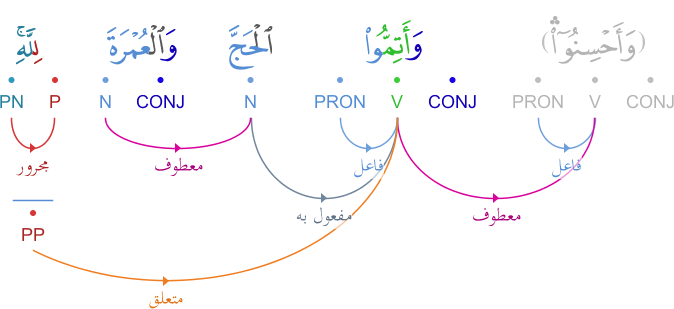 (وَأَحْسِنُوٓا۟ۛ) وَأَتِمُّوا۟ ٱلْحَجَّ وَٱلْعُمْرَةَ لِلَّهِۚ
CONJ V PRON CONJ V PRON N CONJ N P PN
فاعل فاعل معطوف مجرور
معطوف مفعول به
PP
متعلق